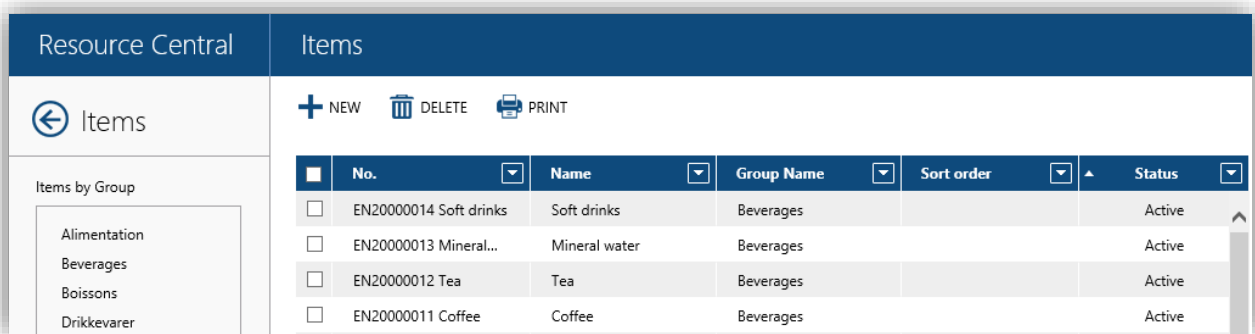 Resource Central
Items
Items
NEW DELETE PRINT
Items by Group
Alimentation
Beverages
Boissons
Drikkevarer
No. Name Group Name Sort order Status
EN20000014 Soft drinks Soft drinks Beverages Active
EN20000013 Mineral... Mineral water Beverages Active
EN20000012 Tea Tea Beverages Active
EN20000011 Coffee Coffee Beverages Active